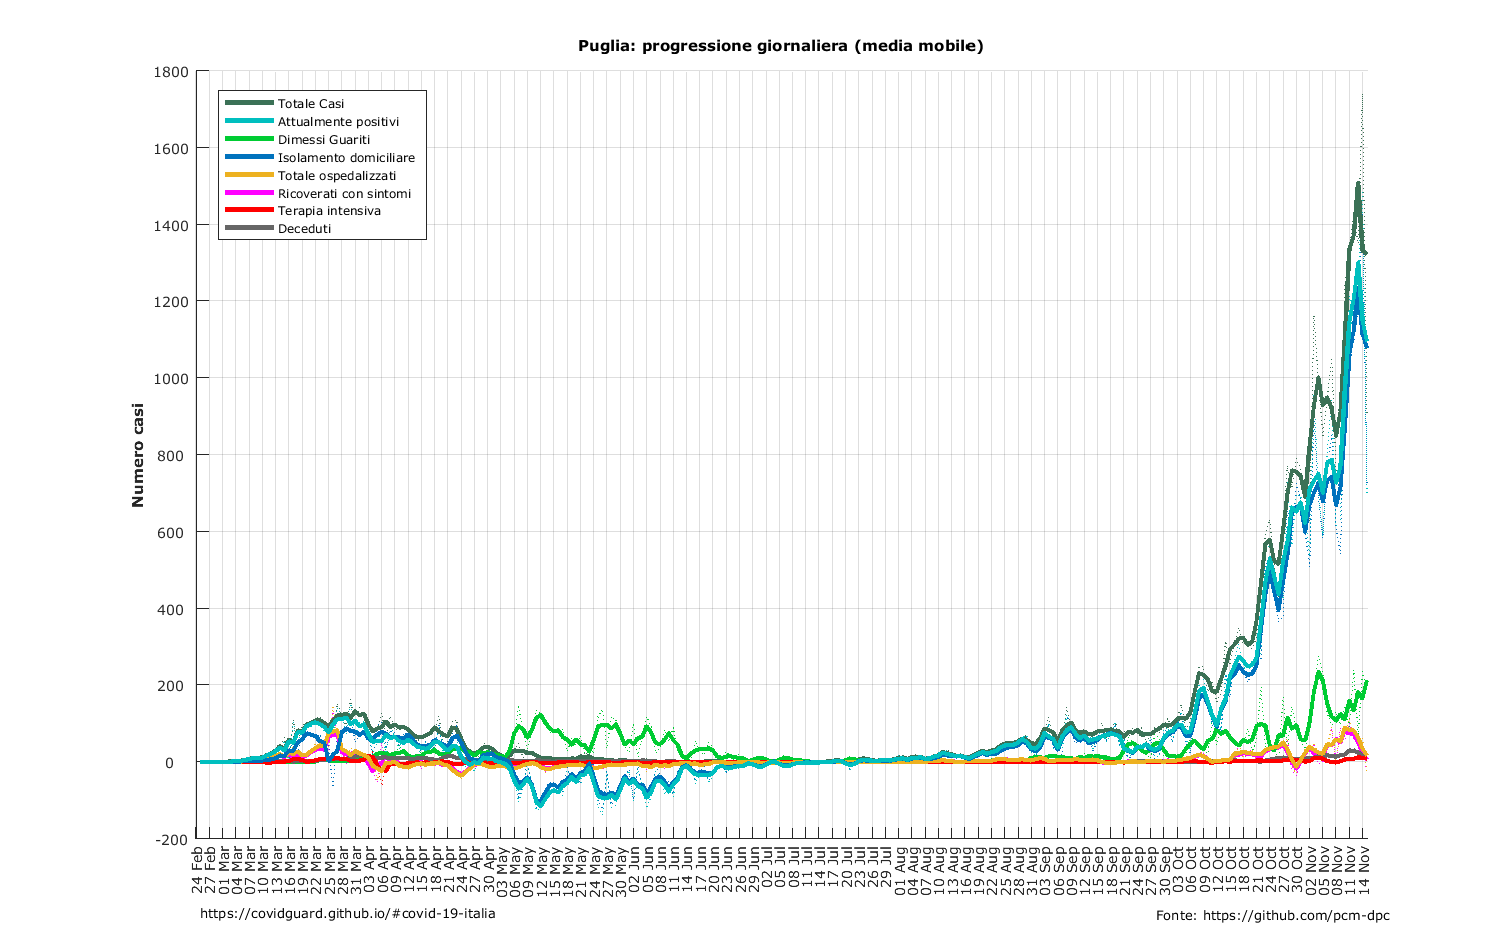 Puglia: progressione giornaliera (media mobile)
1800
1600
1400
1200
1000
800
600
400
200
0
-200
Numero casi
Totale Casi
Attualmente positivi
Dimessi Guariti
Isolamento domiciliare
Totale ospedalizzati
Ricoverati con sintomi
Terapia intensiva
Deceduti
24 Feb
27 Feb
01 Mar
04 Mar
07 Mar
10 Mar
13 Mar
16 Mar
19 Mar
22 Mar
25 Mar
28 Mar
31 Mar
03 Apr
06 Apr
09 Apr
12 Apr
15 Apr
18 Apr
21 Apr
24 Apr
27 Apr
30 Apr
03 May
06 May
09 May
12 May
15 May
18 May
21 May
24 May
27 May
30 May
02 Jun
05 Jun
08 Jun
11 Jun
14 Jun
17 Jun
20 Jun
23 Jun
26 Jun
29 Jun
02 Jul
05 Jul
08 Jul
11 Jul
14 Jul
17 Jul
20 Jul
23 Jul
26 Jul
29 Jul
01 Aug
04 Aug
07 Aug
10 Aug
13 Aug
16 Aug
19 Aug
22 Aug
25 Aug
28 Aug
31 Aug
03 Sep
06 Sep
09 Sep
12 Sep
15 Sep
18 Sep
21 Sep
24 Sep
27 Sep
30 Sep
03 Oct
06 Oct
09 Oct
12 Oct
15 Oct
18 Oct
21 Oct
24 Oct
27 Oct
30 Oct
02 Nov
05 Nov
08 Nov
11 Nov
14 Nov
https://covidguard.github.io/#covid-19-italia
Fonte: https://github.com/pcm-dpc